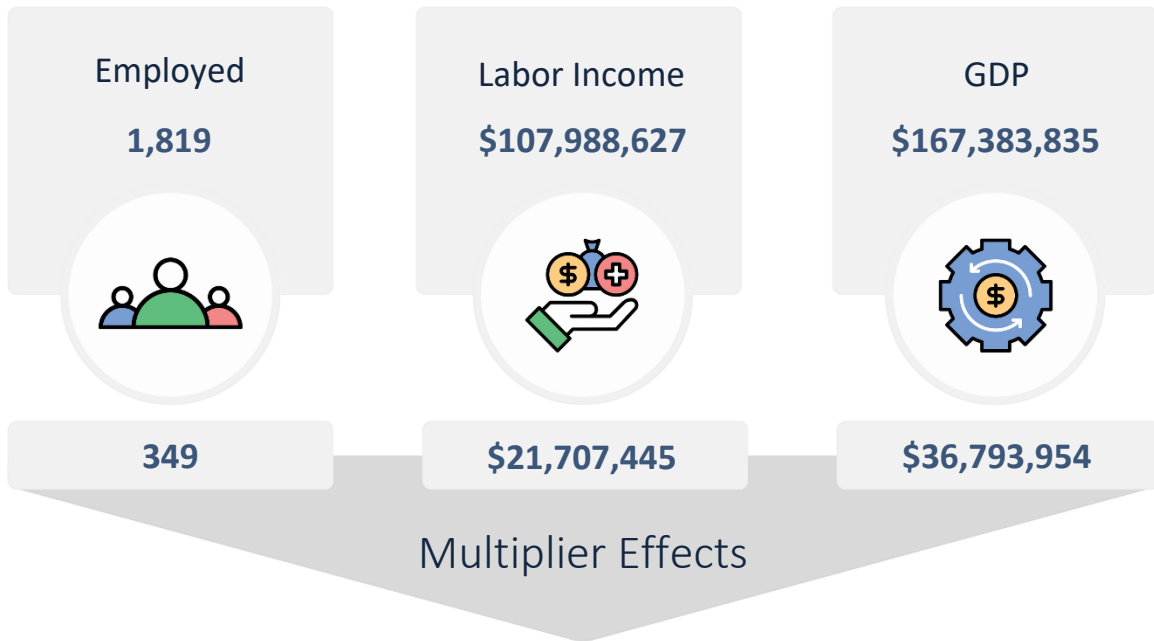 Employed
1,819
Labor Income
$107,988,627
GDP
$167,383,835
349
$21,707,445
$36,793,954
Multiplier Effects